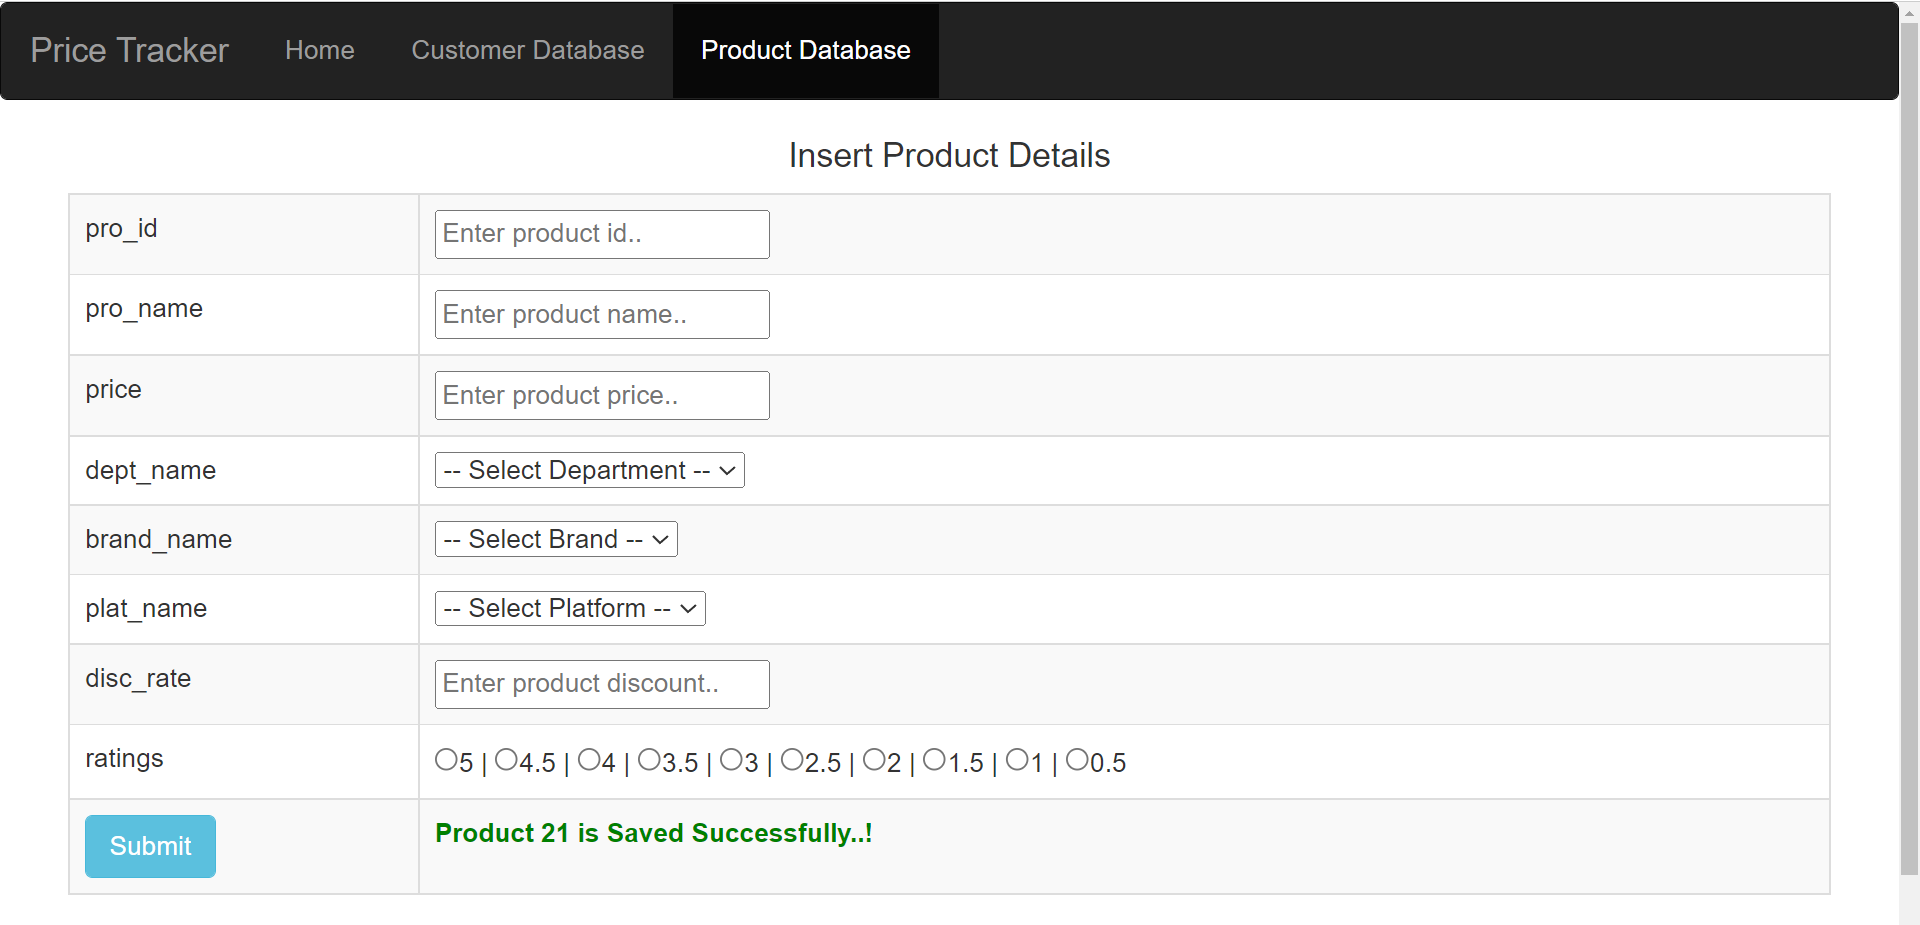 Price Tracker Home Customer Database Product Database
Insert Product Details
pro_id Enter product id..
pro_name Enter product name..
price Enter product price..
dept_name -- Select Department --
brand_name -- Select Brand --
plat_name -- Select Platform --
disc_rate Enter product discount..
ratings 5 | 4.5 | 4 | 3.5 | 3 | 2.5 | 2 | 1.5 | 1 | 0.5
Submit Product 21 is Saved Successfully..!